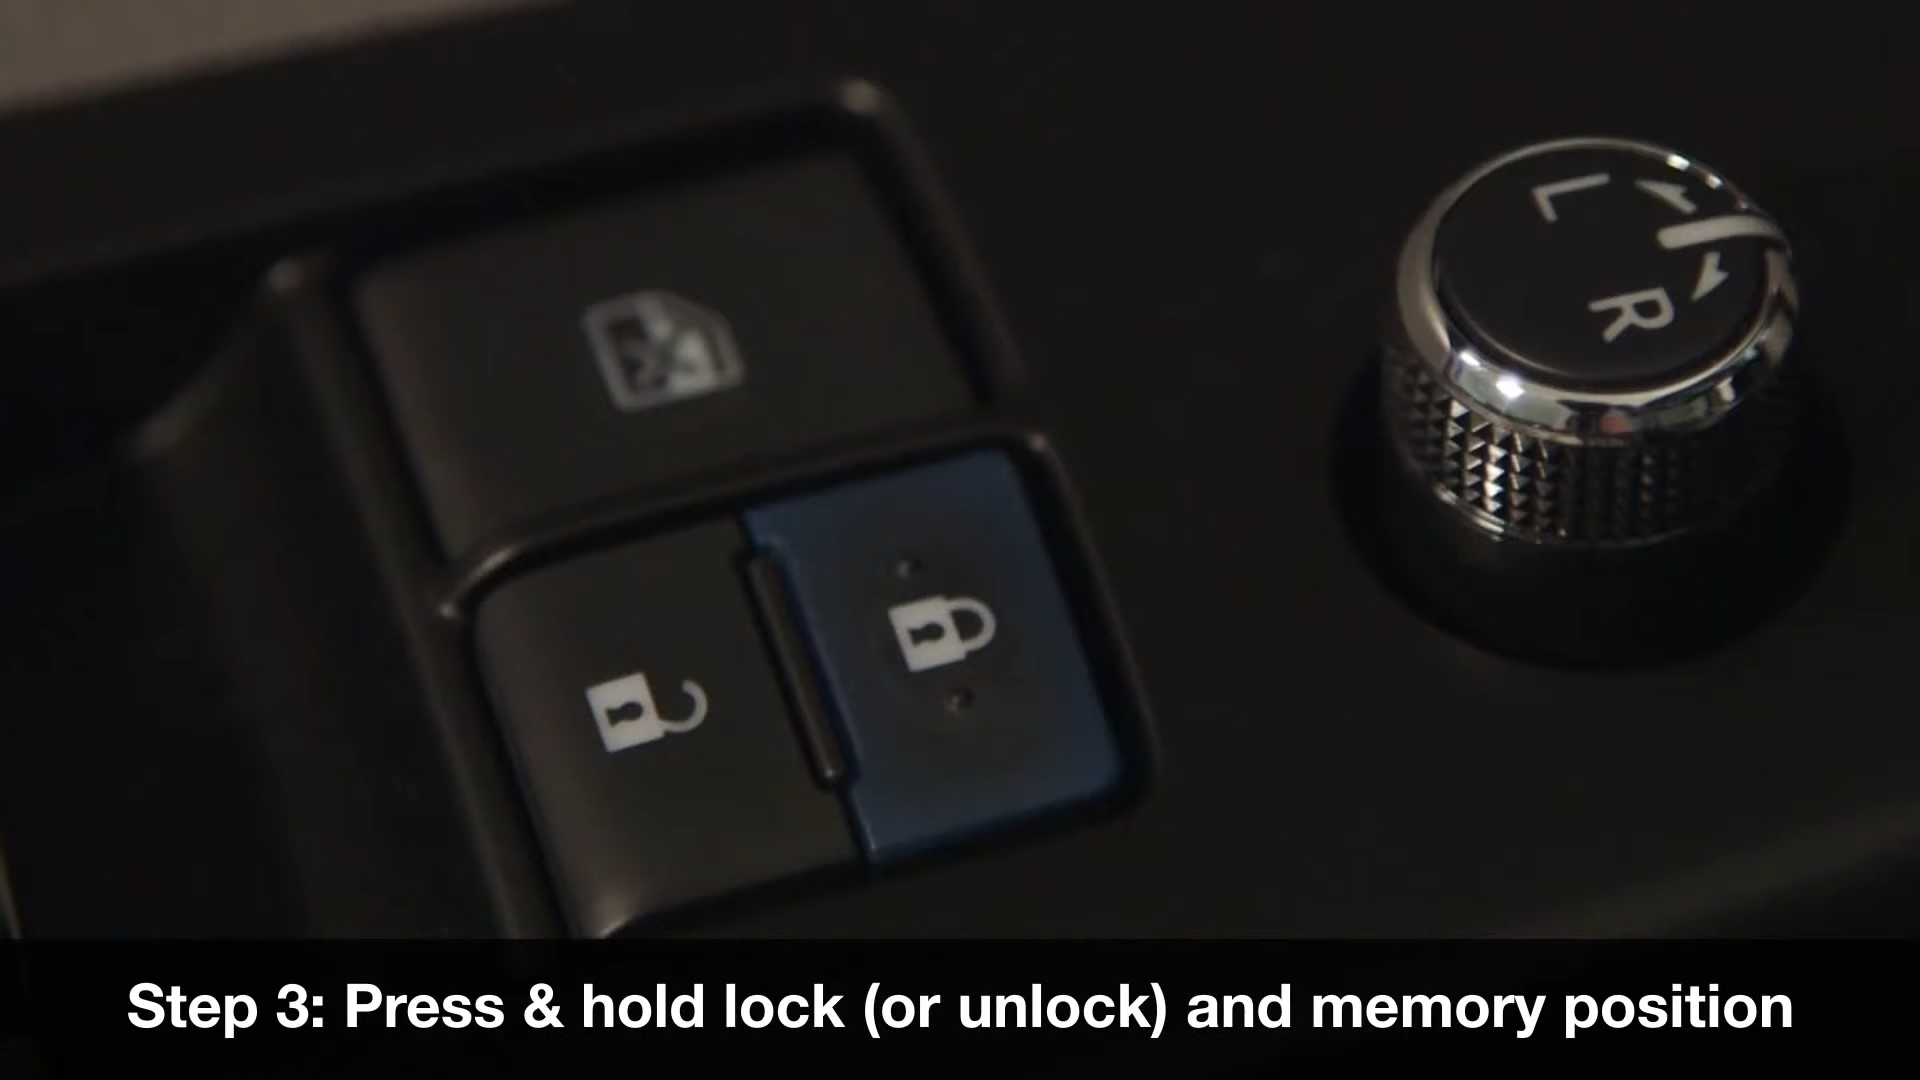 L
R
Step 3: Press & hold lock (or unlock) and memory position